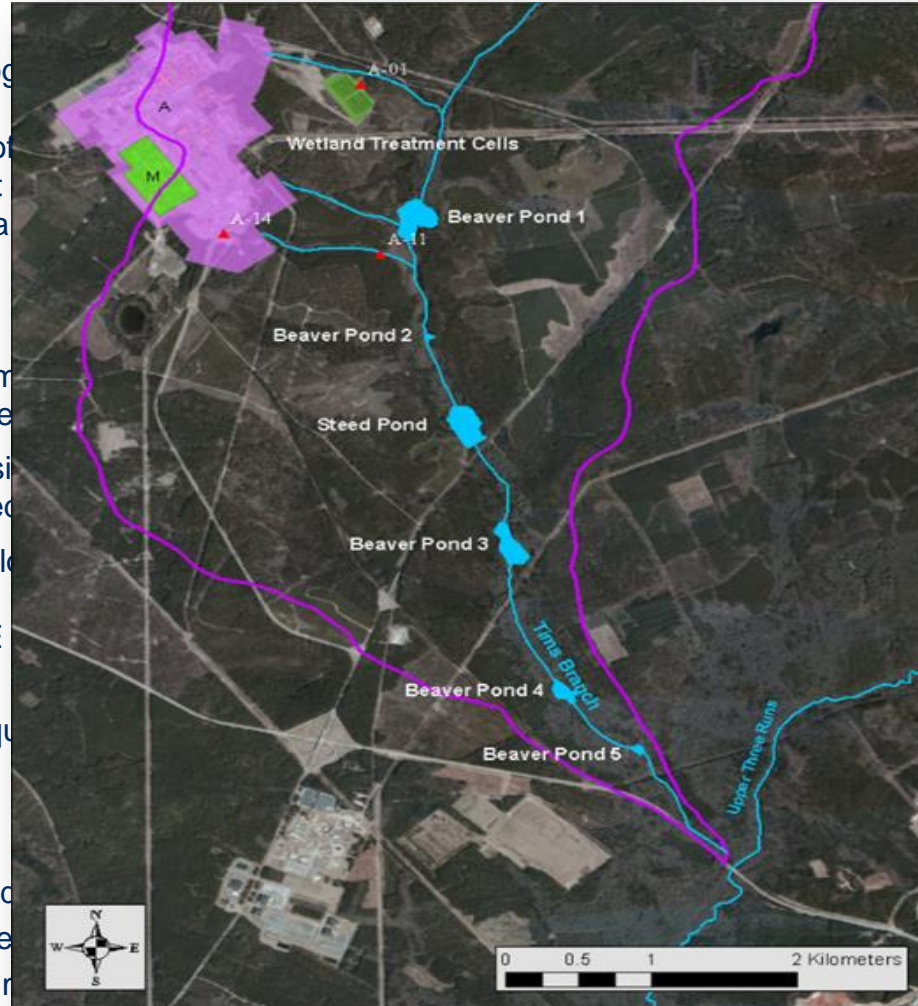 A-01
A
Wetland Treatment Cells
M
A-14
Beaver Pond 1
A-11
Beaver Pond 2
Steed Pond
Beaver Pond 3
Tims Branch
Beaver Pond 4
Beaver Pond 5
Upper Three Runs
N
W E
S
0 0.5 1 2 Kilometers